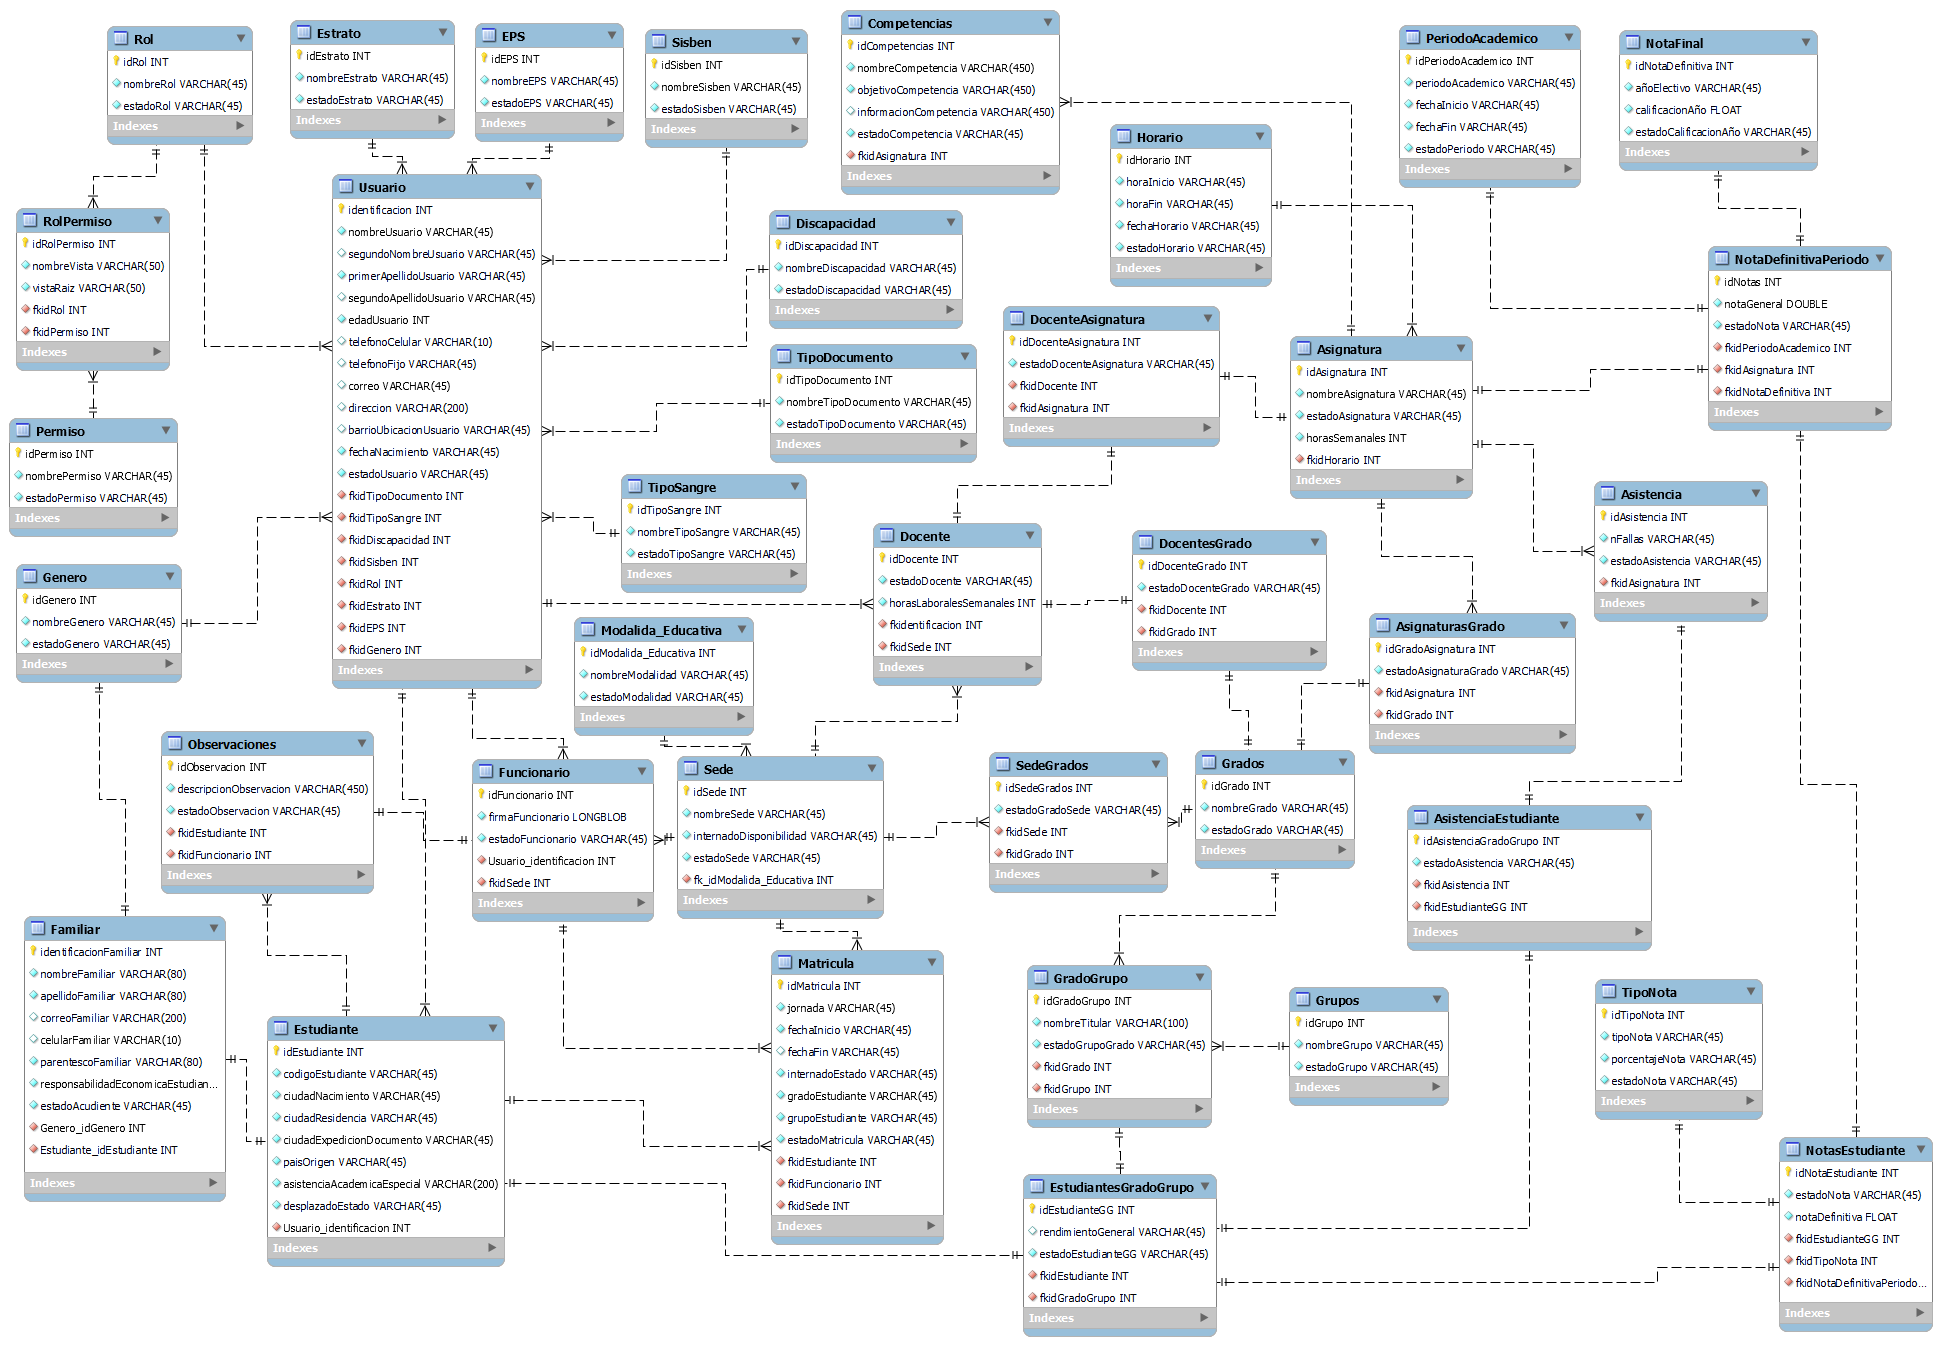 Rol
idRol INT
nombreRol VARCHAR(45)
estadoRol VARCHAR(45)
Indexes
Estrato
idEstrato INT
nombreEstrato VARCHAR(45)
estadoEstrato VARCHAR(45)
Indexes
EPS
idEPS INT
nombreEPS VARCHAR(45)
estadoEPS VARCHAR(45)
Indexes
Sisben
idSisben INT
nombreSisben VARCHAR(45)
estadoSisben VARCHAR(45)
Indexes
Competencias
idCompetencias INT
nombreCompetencia VARCHAR(450)
objetivoCompetencia VARCHAR(450)
informacionCompetencia VARCHAR(450)
estadoCompetencia VARCHAR(45)
fkidAsignatura INT
Indexes
Horario
idHorario INT
horaInicio VARCHAR(45)
horaFin VARCHAR(45)
fechaHorario VARCHAR(45)
estadoHorario VARCHAR(45)
Indexes
PeriodoAcademico
idPeriodoAcademico INT
periodoAcademico VARCHAR(45)
fechaInicio VARCHAR(45)
fechaFin VARCHAR(45)
estadoPeriodo VARCHAR(45)
Indexes
NotaFinal
idNotaDefinitiva INT
añoElectivo VARCHAR(45)
calificacionAño FLOAT
estadoCalificacionAño VARCHAR(45)
Indexes
RolPermiso
idRolPermiso INT
nombreVista VARCHAR(50)
vistaRaiz VARCHAR(50)
fkidRol INT
fkidPermiso INT
Indexes
Usuario
identificacion INT
nombreUsuario VARCHAR(45)
segundoNombreUsuario VARCHAR(45)
primerApellidoUsuario VARCHAR(45)
segundoApellidoUsuario VARCHAR(45)
edadUsuario INT
telefonoCelular VARCHAR(10)
telefonoFijo VARCHAR(45)
correo VARCHAR(45)
direccion VARCHAR(200)
barrioUbicacionUsuario VARCHAR(45)
fechaNacimiento VARCHAR(45)
estadoUsuario VARCHAR(45)
fkidTipoDocumento INT
fkidTipoSangre INT
fkidDiscapacidad INT
fkidSisben INT
fkidRol INT
fkidEstrato INT
fkidEPS INT
fkidGenero INT
Indexes
Discapacidad
idDiscapacidad INT
nombreDiscapacidad VARCHAR(45)
estadoDiscapacidad VARCHAR(45)
Indexes
TipoDocumento
idTipoDocumento INT
nombreTipoDocumento VARCHAR(45)
estadoTipoDocumento VARCHAR(45)
Indexes
DocenteAsignatura
idDocenteAsignatura INT
estadoDocenteAsignatura VARCHAR(45)
fkidDocente INT
fkidAsignatura INT
Indexes
Asignatura
idAsignatura INT
nombreAsignatura VARCHAR(45)
estadoAsignatura VARCHAR(45)
horasSemanales INT
fkidHorario INT
Indexes
NotaDefinitivaPeriodo
idNotas INT
notaGeneral DOUBLE
estadoNota VARCHAR(45)
fkidPeriodoAcademico INT
fkidAsignatura INT
fkidNotaDefinitiva INT
Indexes
Permiso
idPermiso INT
nombrePermiso VARCHAR(45)
estadoPermiso VARCHAR(45)
Indexes
TipoSangre
idTipoSangre INT
nombreTipoSangre VARCHAR(45)
estadoTipoSangre VARCHAR(45)
Indexes
Docente
idDocente INT
estadoDocente VARCHAR(45)
horasLaboralesSemanales INT
fkidentificacion INT
fkidSede INT
Indexes
DocentesGrado
idDocenteGrado INT
estadoDocenteGrado VARCHAR(45)
fkidDocente INT
fkidGrado INT
Indexes
Asistencia
idAsistencia INT
nFallas VARCHAR(45)
estadoAsistencia VARCHAR(45)
fkidAsignatura INT
Indexes
Genero
idGenero INT
nombreGenero VARCHAR(45)
estadoGenero VARCHAR(45)
Indexes
Modalida_Educativa
idModalida_Educativa INT
nombreModalidad VARCHAR(45)
estadoModalidad VARCHAR(45)
Indexes
AsignaturasGrado
idGradoAsignatura INT
estadoAsignaturaGrado VARCHAR(45)
fkidAsignatura INT
fkidGrado INT
Indexes
Observaciones
idObservacion INT
descripcionObservacion VARCHAR(450)
estadoObservacion VARCHAR(45)
fkidEstudiante INT
fkidFuncionario INT
Indexes
Funcionario
idFuncionario INT
firmaFuncionario LONGBLOB
estadoFuncionario VARCHAR(45)
Usuario_identificacion INT
fkidSede INT
Indexes
Sede
idSede INT
nombreSede VARCHAR(45)
internadoDisponibilidad VARCHAR(45)
estadoSede VARCHAR(45)
fk_idModalida_Educativa INT
Indexes
SedeGrados
idSedeGrados INT
estadoGradoSede VARCHAR(45)
fkidSede INT
fkidGrado INT
Indexes
Grados
idGrado INT
nombreGrado VARCHAR(45)
estadoGrado VARCHAR(45)
Indexes
AsistenciaEstudiante
idAsistenciaGradoGrupo INT
estadoAsistencia VARCHAR(45)
fkidAsistencia INT
fkidEstudianteGG INT
Indexes
Familiar
identificacionFamiliar INT
nombreFamiliar VARCHAR(80)
apellidoFamiliar VARCHAR(80)
correoFamiliar VARCHAR(200)
celularFamiliar VARCHAR(10)
parentescoFamiliar VARCHAR(80)
responsabilidadEconomicaEstudian...
estadoAcudiente VARCHAR(45)
Genero_idGenero INT
Estudiante_idEstudiante INT
Indexes
Estudiante
idEstudiante INT
codigoEstudiante VARCHAR(45)
ciudadNacimiento VARCHAR(45)
ciudadResidencia VARCHAR(45)
ciudadExpedicionDocumento VARCHAR(45)
paisOrigen VARCHAR(45)
asistenciaAcademicaEspecial VARCHAR(200)
desplazadoEstado VARCHAR(45)
Usuario_identificacion INT
Indexes
Matricula
idMatricula INT
jornada VARCHAR(45)
fechaInicio VARCHAR(45)
fechaFin VARCHAR(45)
internadoEstado VARCHAR(45)
gradoEstudiante VARCHAR(45)
grupoEstudiante VARCHAR(45)
estadoMatricula VARCHAR(45)
fkidEstudiante INT
fkidFuncionario INT
fkidSede INT
Indexes
GradoGrupo
idGradoGrupo INT
nombreTitular VARCHAR(100)
estadoGrupoGrado VARCHAR(45)
fkidGrado INT
fkidGrupo INT
Indexes
Grupos
idGrupo INT
nombreGrupo VARCHAR(45)
estadoGrupo VARCHAR(45)
Indexes
TipoNota
idTipoNota INT
tipoNota VARCHAR(45)
porcentajeNota VARCHAR(45)
estadoNota VARCHAR(45)
Indexes
EstudiantesGradoGrupo
idEstudianteGG INT
rendimientoGeneral VARCHAR(45)
estadoEstudianteGG VARCHAR(45)
fkidEstudiante INT
fkidGradoGrupo INT
Indexes
NotasEstudiante
idNotaEstudiante INT
estadoNota VARCHAR(45)
notaDefinitiva FLOAT
fkidEstudianteGG INT
fkidTipoNota INT
fkidNotaDefinitivaPeriodo...
Indexes